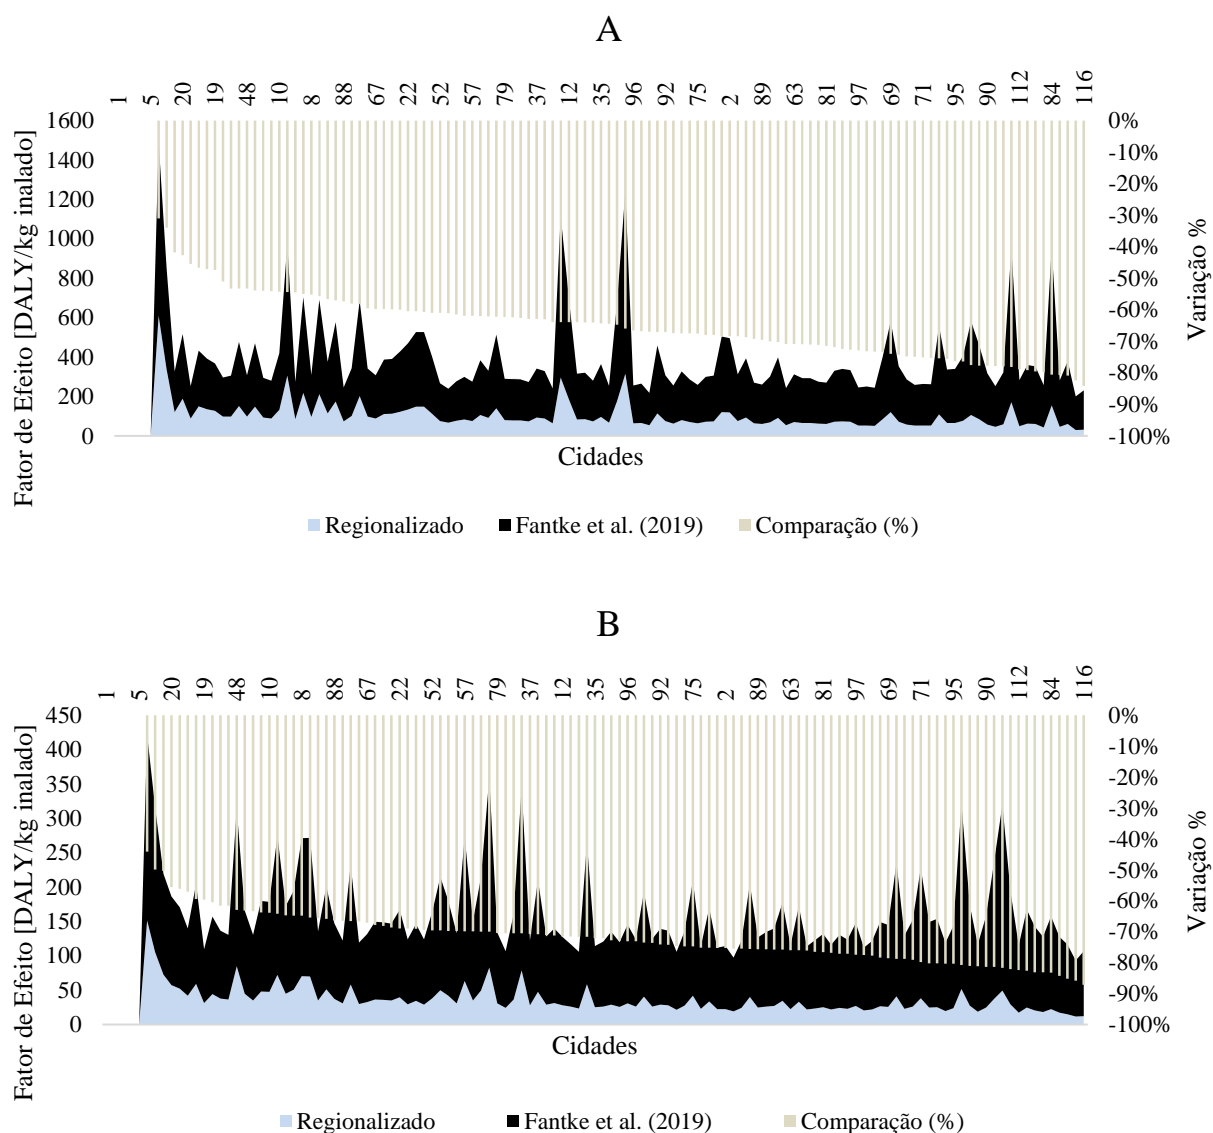 A
1 5 20 19 48 10 8 88 67 22 52 57 79 37 12 35 96 92 75 2 89 63 81 97 69 71 95 90 112 84 116
1600 0%
1400 -10%
1200 -20%
1000 -30%
800 -40%
600 -50%
400 -60%
200 -70%
0 -80%
-90%
-100%
Fator de Efeito [DALY/kg inalado]
Variação %
Cidades
Regionalizado Fantke et al. (2019) Comparação (%)
B
1 5 20 19 48 10 8 88 67 22 52 57 79 37 12 35 96 92 75 2 89 63 81 97 69 71 95 90 112 84 116
450 0%
400 -10%
350 -20%
300 -30%
250 -40%
200 -50%
150 -60%
100 -70%
50 -80%
0 -90%
-100%
Fator de Efeito [DALY/kg inalado]
Variação %
Cidades
Regionalizado Fantke et al. (2019) Comparação (%)